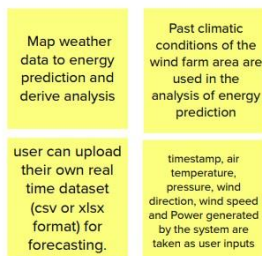 Map weather
data to energy
prediction and
derive analysis
Past climatic
conditions of the
wind farm area are
used in the
analysis of energy
prediction
user can upload
their own real
time dataset
(csv or xlsx
format) for
forecasting.
timestamp, air
temperature,
pressure, wind
direction, wind speed
and Power generated
by the system are
taken as user inputs